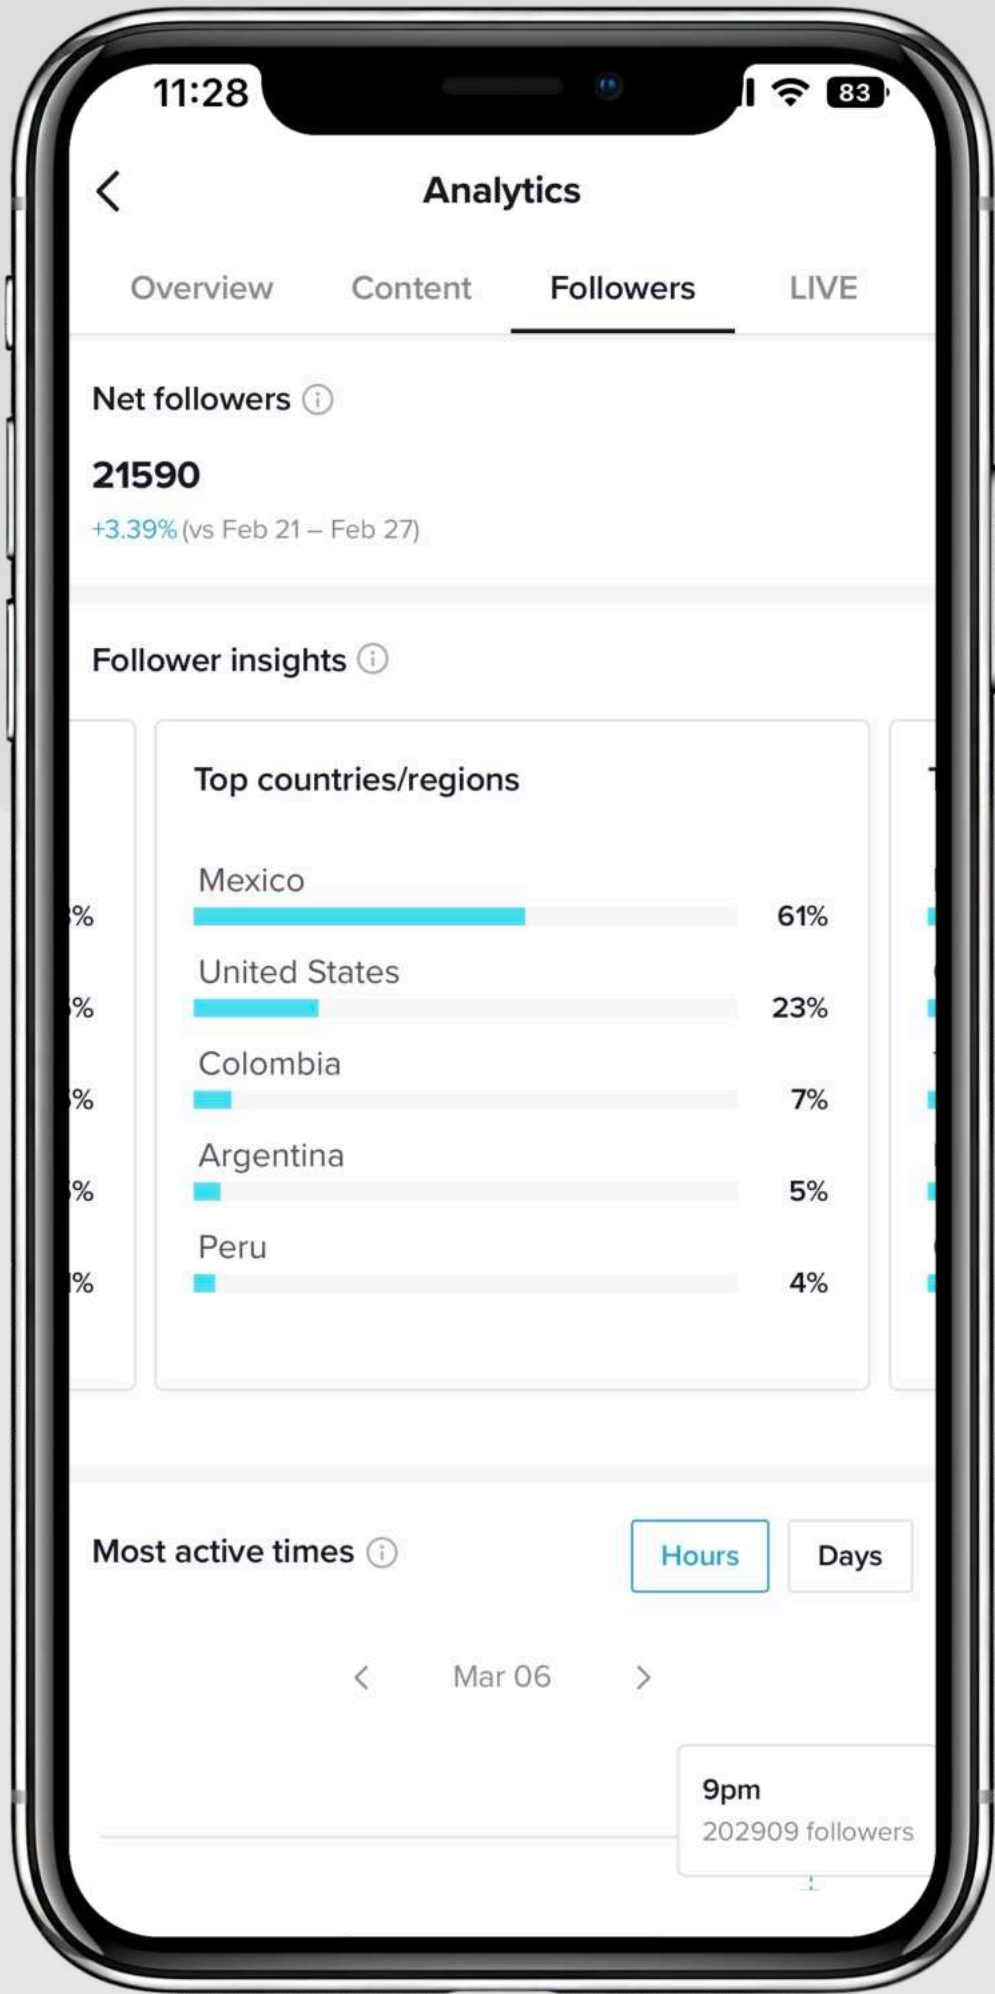 11:28
83
Analytics
Overview Content Followers LIVE
Net followers
21590
+3.39% (vs Feb 21 – Feb 27)
Follower insights
Top countries/regions
Mexico
61%
United States
23%
Colombia
7%
Argentina
5%
Peru
4%
Most active times
Hours Days
Mar 06
9pm
202909 followers